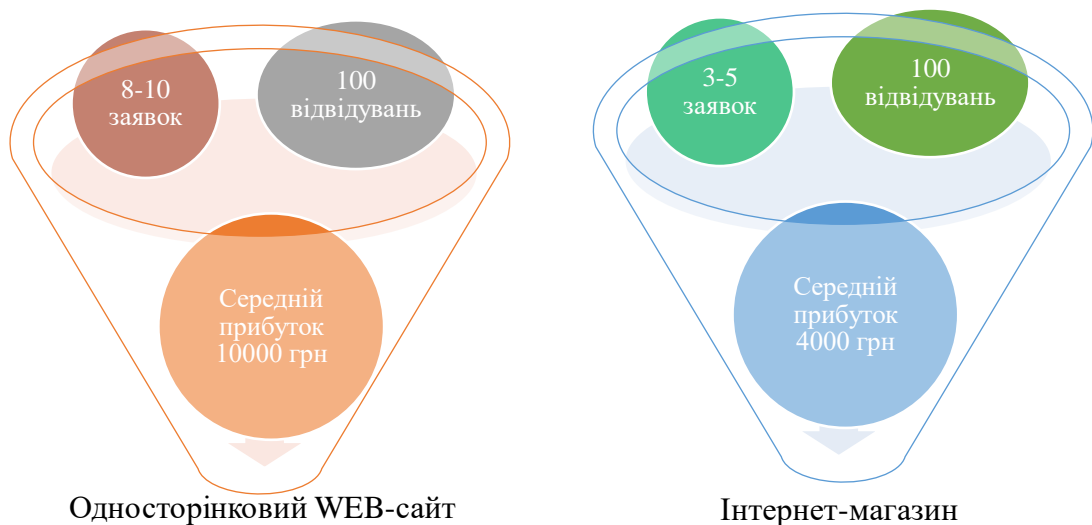 8-10
заявок
100
відвідувань
Середній
прибуток
10000 грн
Односторінковий WEB-сайт
3-5
заявок
100
відвідувань
Середній
прибуток
4000 грн
Інтернет-магазин